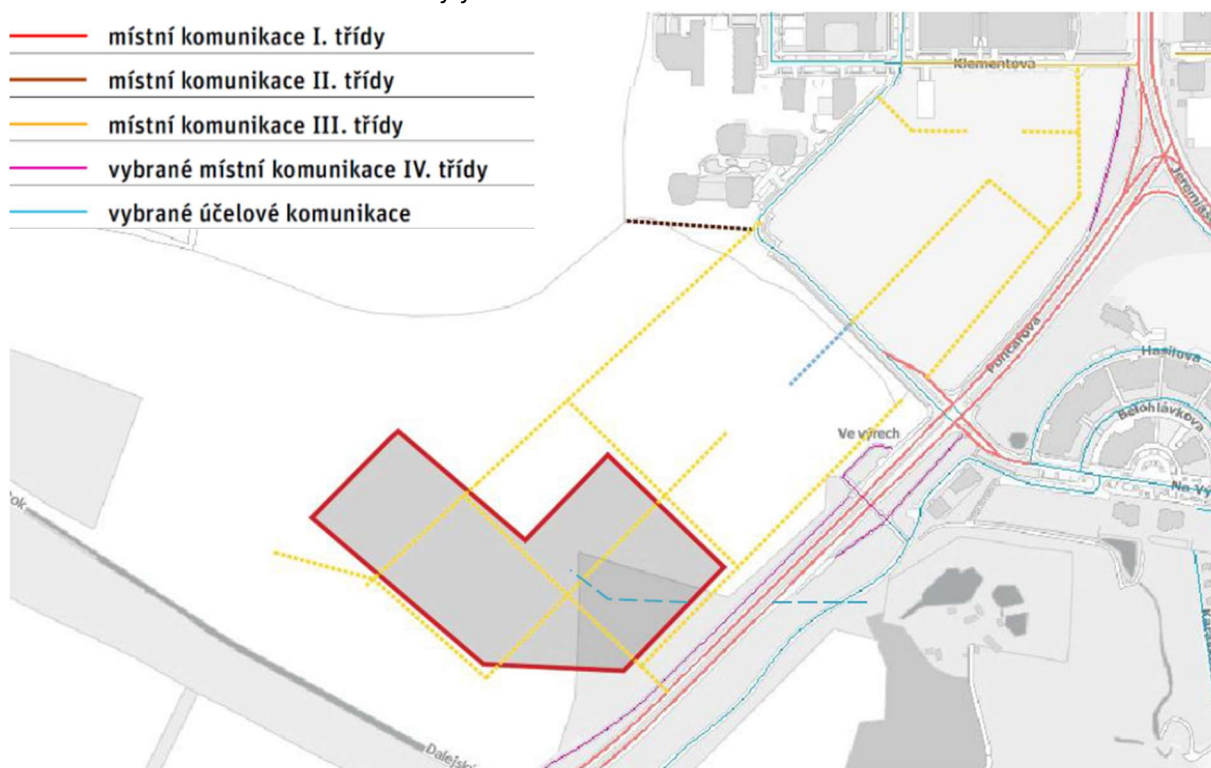 místní komunikace I. třídy
místní komunikace II. třídy
místní komunikace III. třídy
vybrané místní komunikace IV. třídy
vybrané účelové komunikace
Klementova
Pončarova
Hasilova
Bělohlávkova
Ve výrech